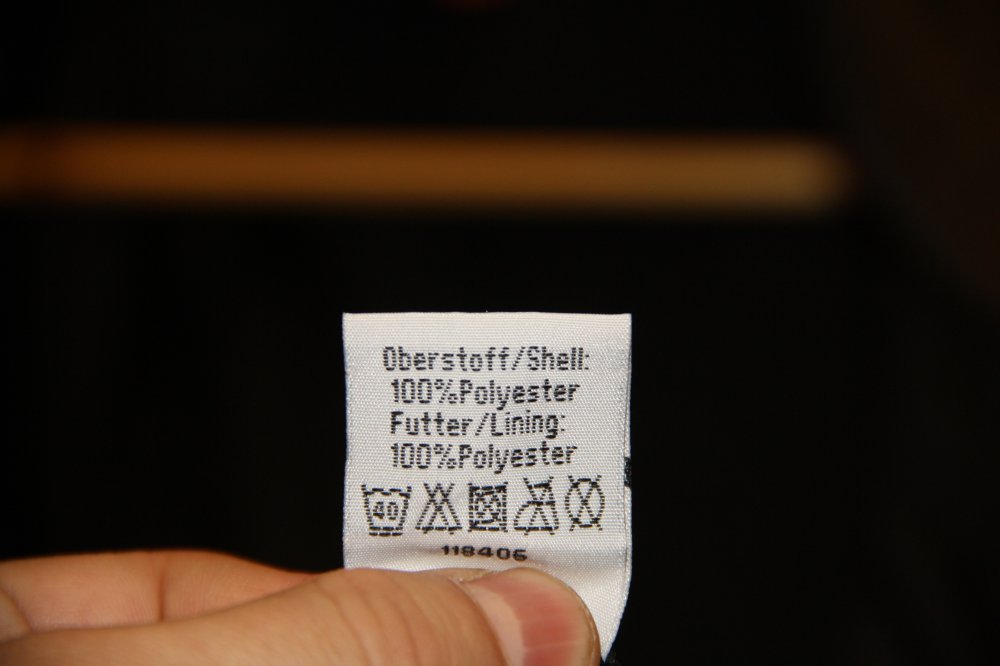 Oberstoff/Shell:
100%Polyester
Futter/Lining:
100%Polyester
40
118406